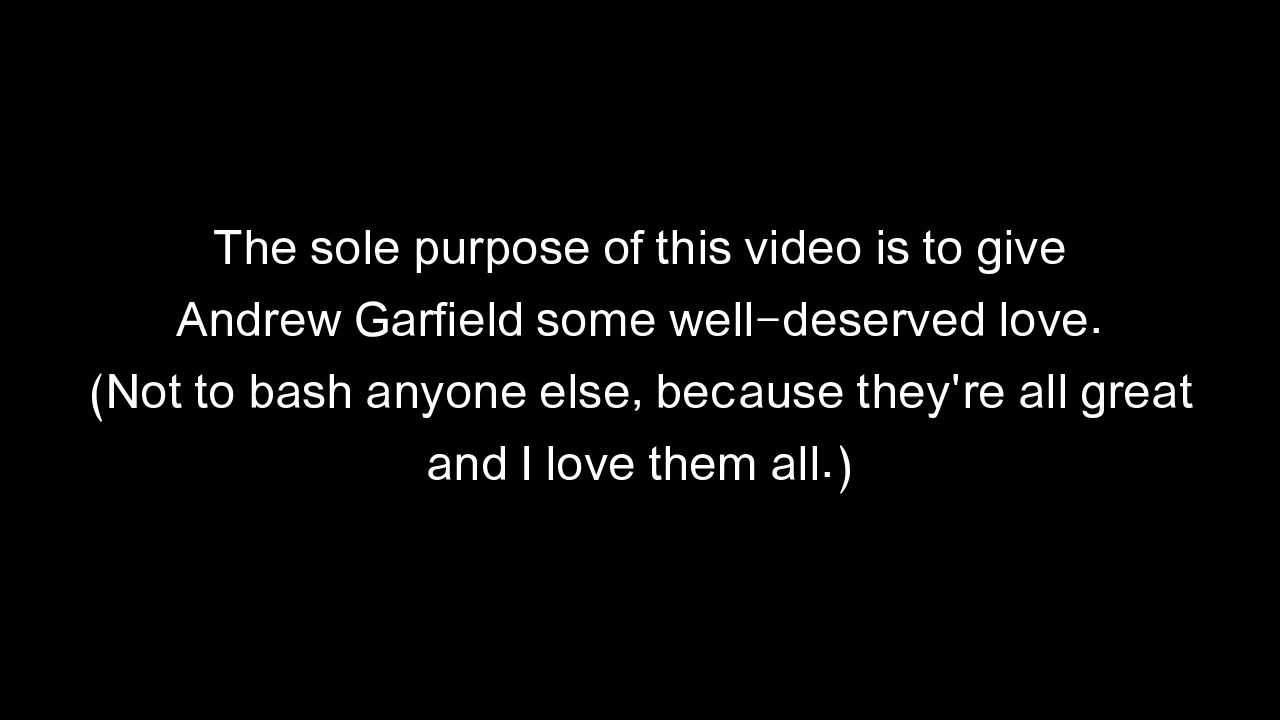 The sole purpose of this video is to give
Andrew Garfield some well-deserved love.
(Not to bash anyone else, because they're all great
and I love them all.)